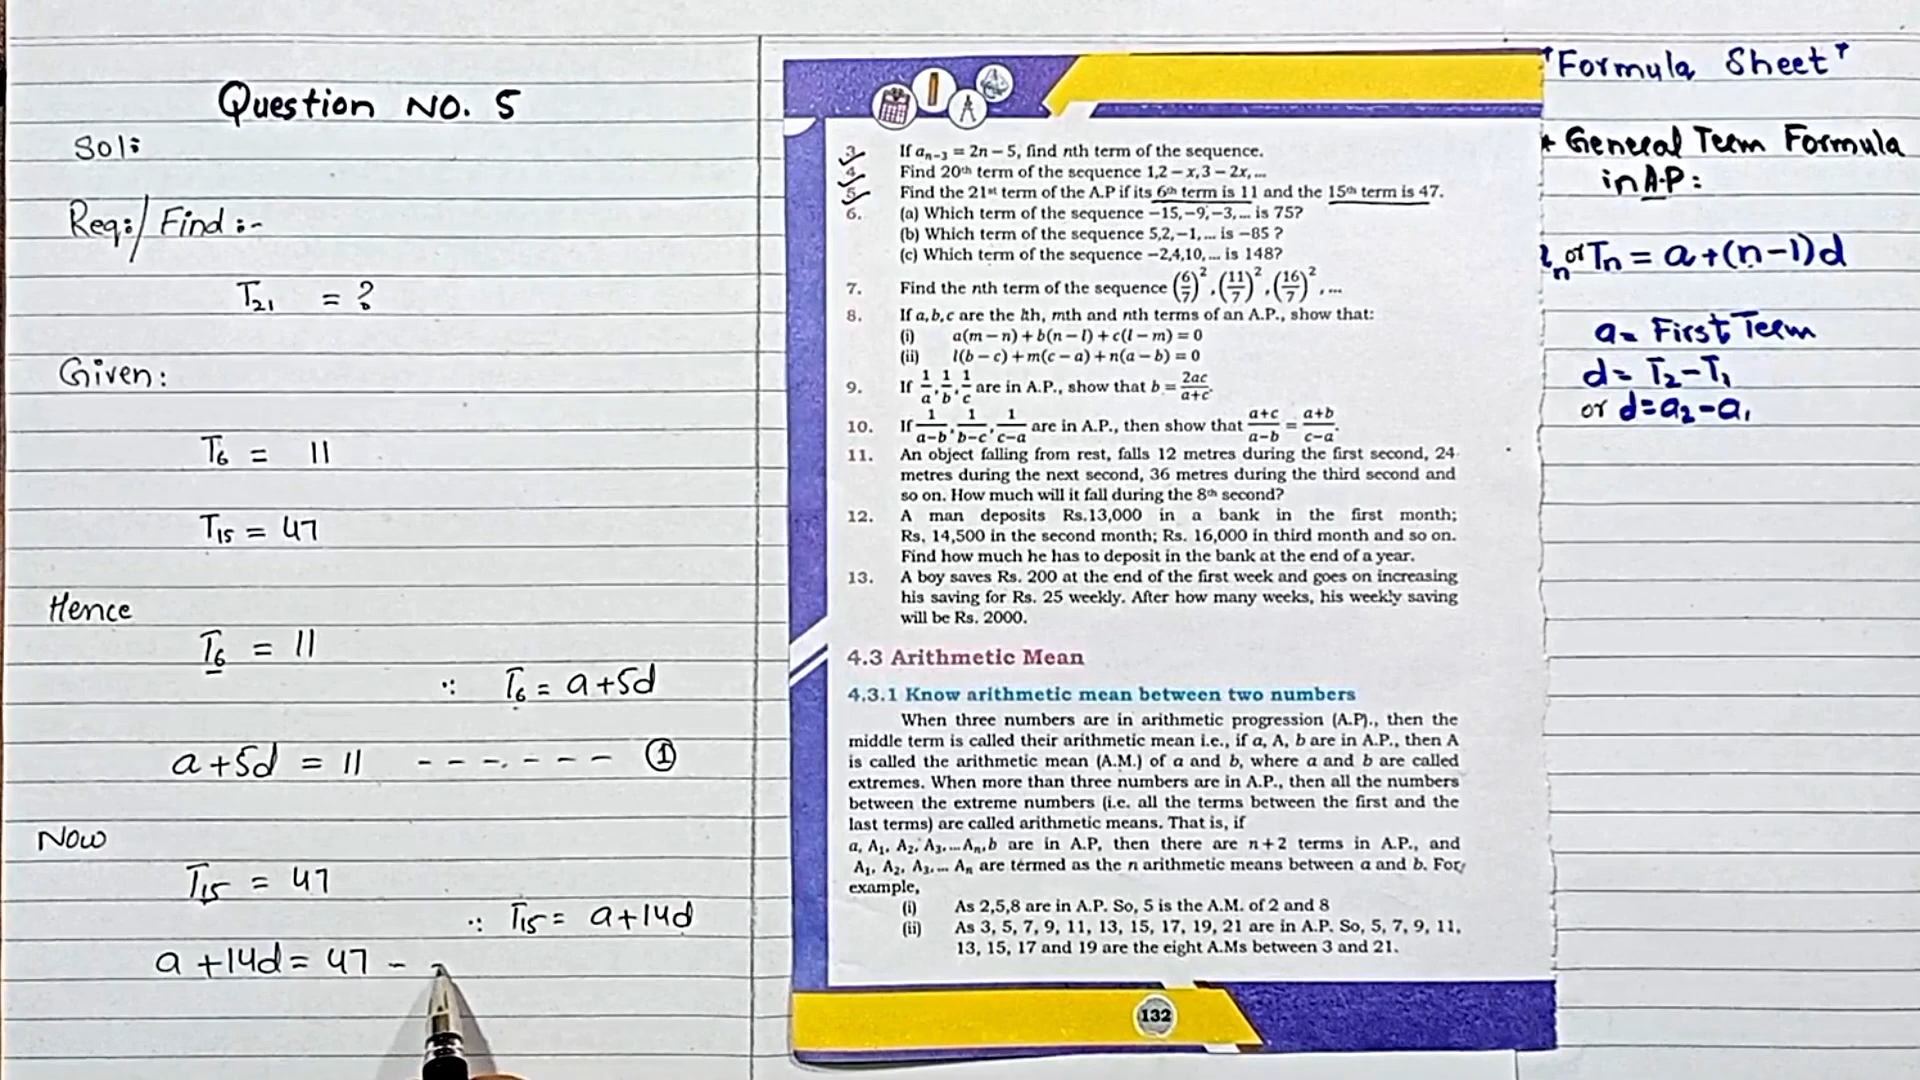 Question NO. 5
Sol:
Req:/ Find :-
T₂₁ = ?
Given:
T₆ = 11
T₁₅ = 47
Hence
T₆ = 11
∵ T₆ = a+5d
a+5d = 11 ------- ①
Now
T₁₅ = 47
∵ T₁₅ = a+14d
a +14d = 47 -
3. If aₙ₋₃ = 2n – 5, find nth term of the sequence.
4. Find 20th term of the sequence 1,2 – x,3 – 2x,...
5. Find the 21st term of the A.P if its 6th term is 11 and the 15th term is 47.
6. (a) Which term of the sequence –15,–9,–3,... is 75?
(b) Which term of the sequence 5,2,–1,... is –85 ?
(c) Which term of the sequence –2,4,10,... is 148?
7. Find the nth term of the sequence (6/7)², (11/7)², (16/7)², ...
8. If a,b,c are the lth, mth and nth terms of an A.P., show that:
(i) a(m – n) + b(n – l) + c(l – m) = 0
(ii) l(b – c) + m(c – a) + n(a – b) = 0
9. If 1/a, 1/b, 1/c are in A.P., show that b = 2ac/a+c.
10. If 1/a–b, 1/b–c, 1/c–a are in A.P., then show that a+c/a–b = a+b/c–a.
11. An object falling from rest, falls 12 metres during the first second, 24
metres during the next second, 36 metres during the third second and
so on. How much will it fall during the 8th second?
12. A man deposits Rs.13,000 in a bank in the first month;
Rs, 14,500 in the second month; Rs. 16,000 in third month and so on.
Find how much he has to deposit in the bank at the end of a year.
13. A boy saves Rs. 200 at the end of the first week and goes on increasing
his saving for Rs. 25 weekly. After how many weeks, his weekly saving
will be Rs. 2000.
4.3 Arithmetic Mean
4.3.1 Know arithmetic mean between two numbers
When three numbers are in arithmetic progression (A.P)., then the
middle term is called their arithmetic mean i.e., if a, A, b are in A.P., then A
is called the arithmetic mean (A.M.) of a and b, where a and b are called
extremes. When more than three numbers are in A.P., then all the numbers
between the extreme numbers (i.e. all the terms between the first and the
last terms) are called arithmetic means. That is, if
a, A₁, A₂, A₃,...Aₙ,b are in A.P, then there are n+2 terms in A.P., and
A₁, A₂, A₃,... Aₙ are termed as the n arithmetic means between a and b. For
example,
(i) As 2,5,8 are in A.P. So, 5 is the A.M. of 2 and 8
(ii) As 3, 5, 7, 9, 11, 13, 15, 17, 19, 21 are in A.P. So, 5, 7, 9, 11,
13, 15, 17 and 19 are the eight A.Ms between 3 and 21.
132
"Formula Sheet"
* General Term Formula
in A.P:
or Tₙ = a+(n-1)d
a= First Term
d= T₂-T₁
or d=a₂-a₁